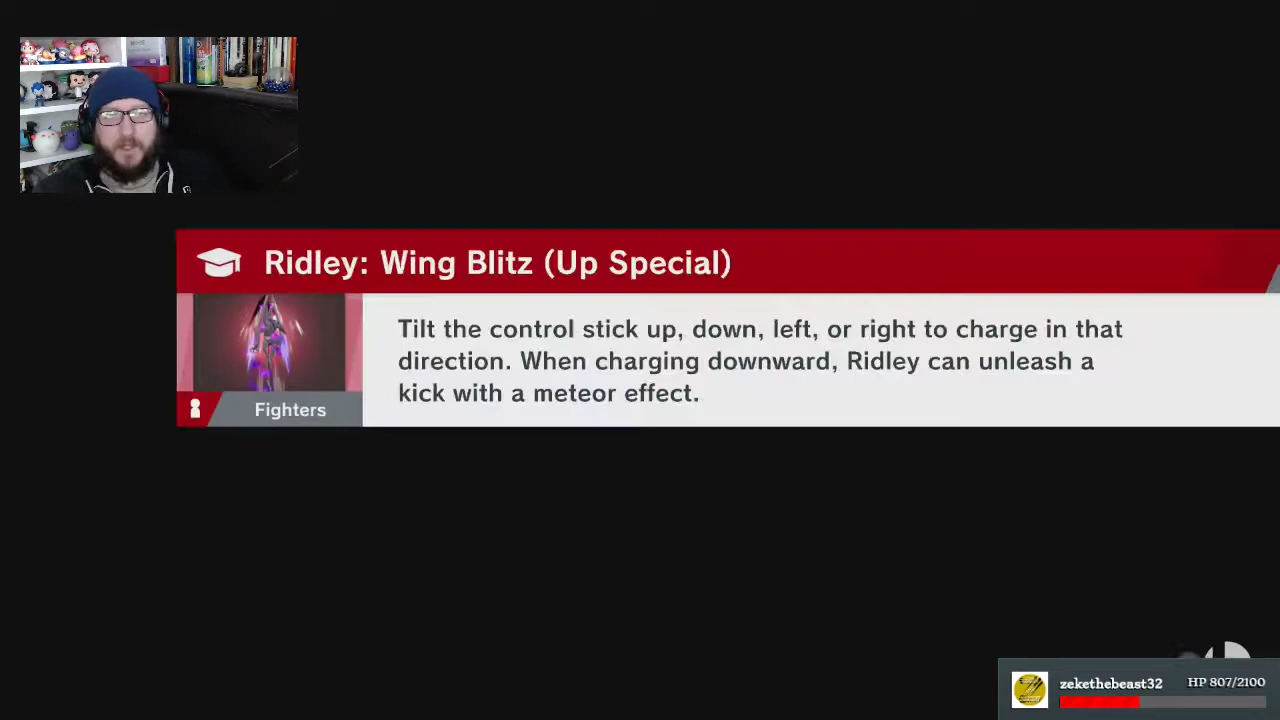 Ridley: Wing Blitz (Up Special)
Tilt the control stick up, down, left, or right to charge in that
direction. When charging downward, Ridley can unleash a
kick with a meteor effect.
Fighters
zekethebeast32 HP 807/2100